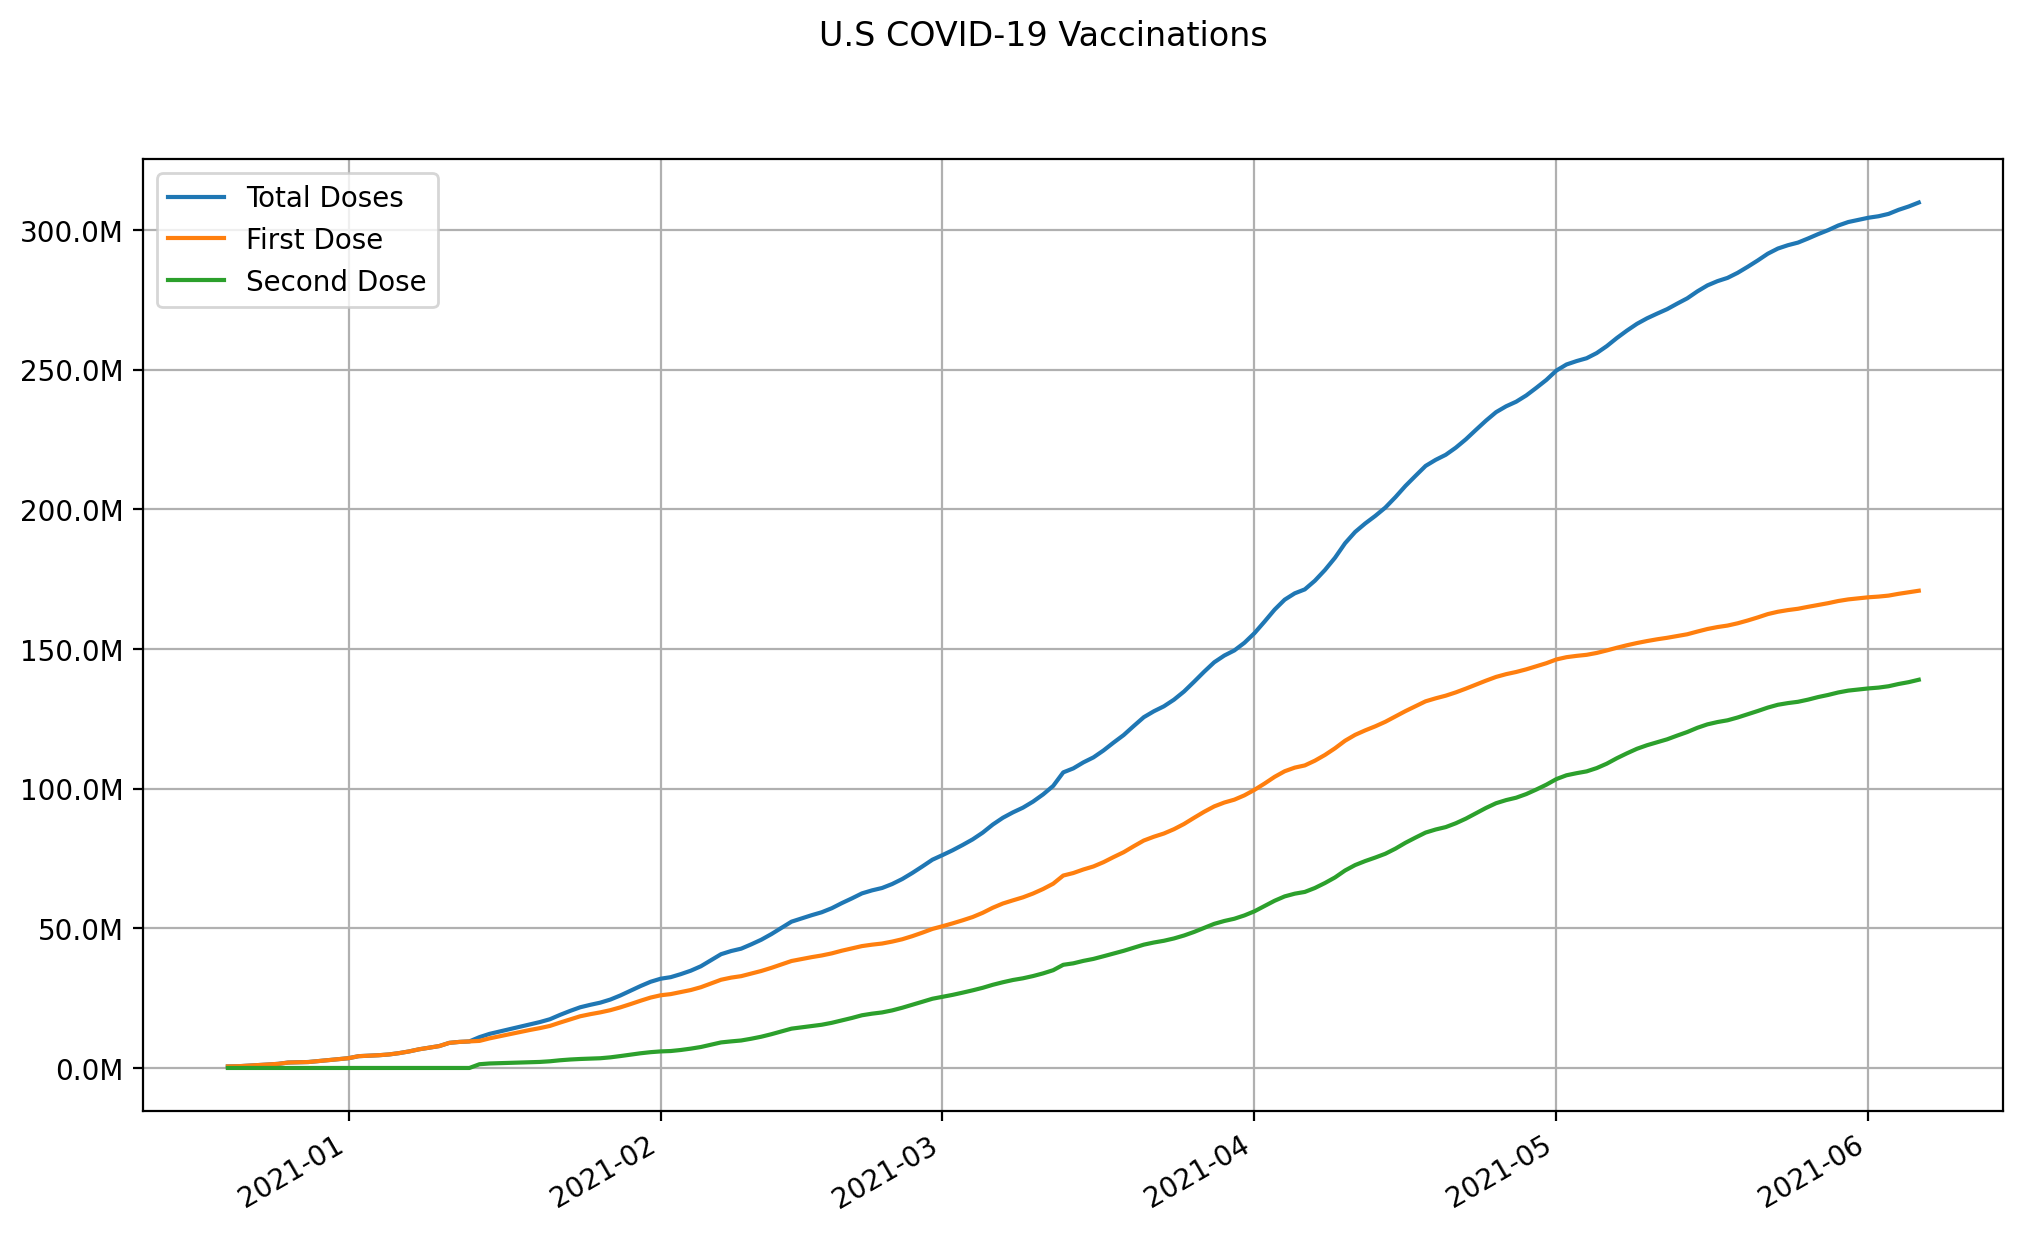 U.S COVID-19 Vaccinations
Total Doses
First Dose
Second Dose
300.0M
250.0M
200.0M
150.0M
100.0M
50.0M
0.0M
2021-01
2021-02
2021-03
2021-04
2021-05
2021-06